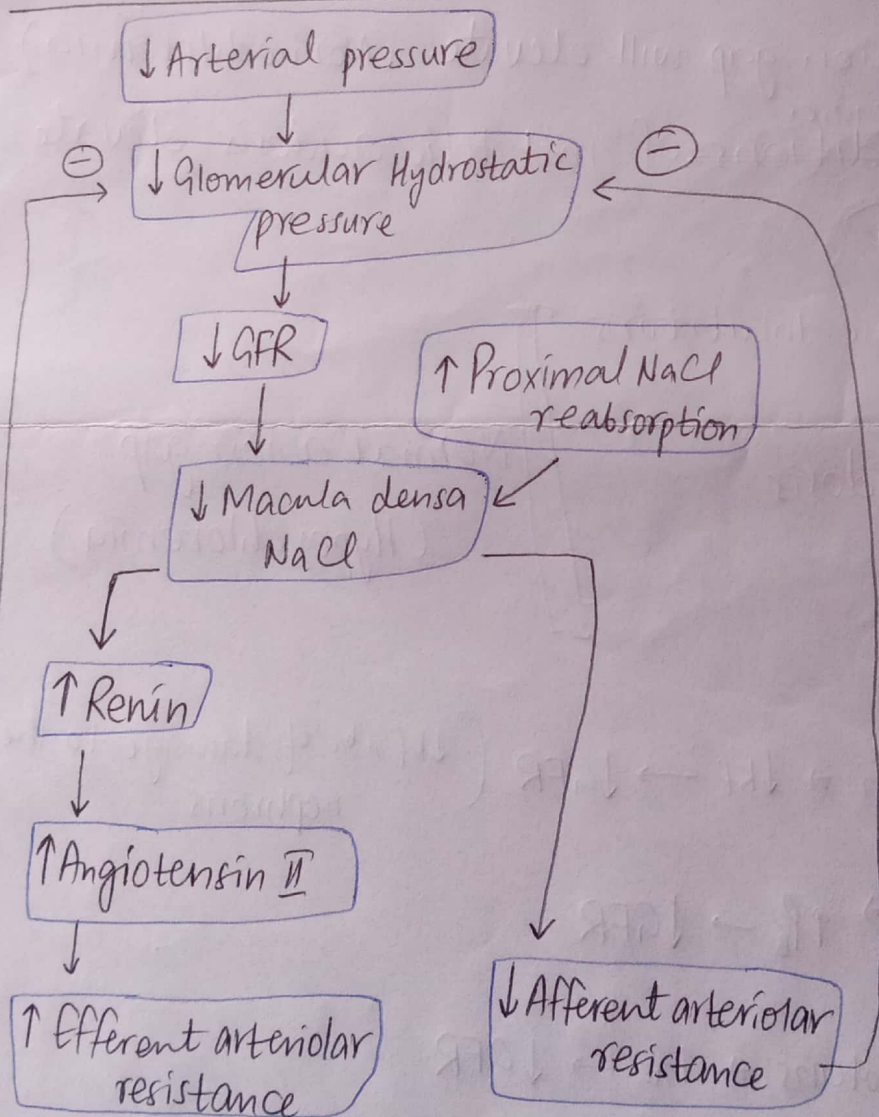 ↓ Arterial pressure
⊖
⊖
↓ Glomerular Hydrostatic
pressure
↓ GFR
↑ Proximal NaCl
reabsorption
↓ Macula densa
NaCl
↑ Renin
↑ Angiotensin II
↑ Efferent arteriolar
resistance
↓ Afferent arteriolar
resistance